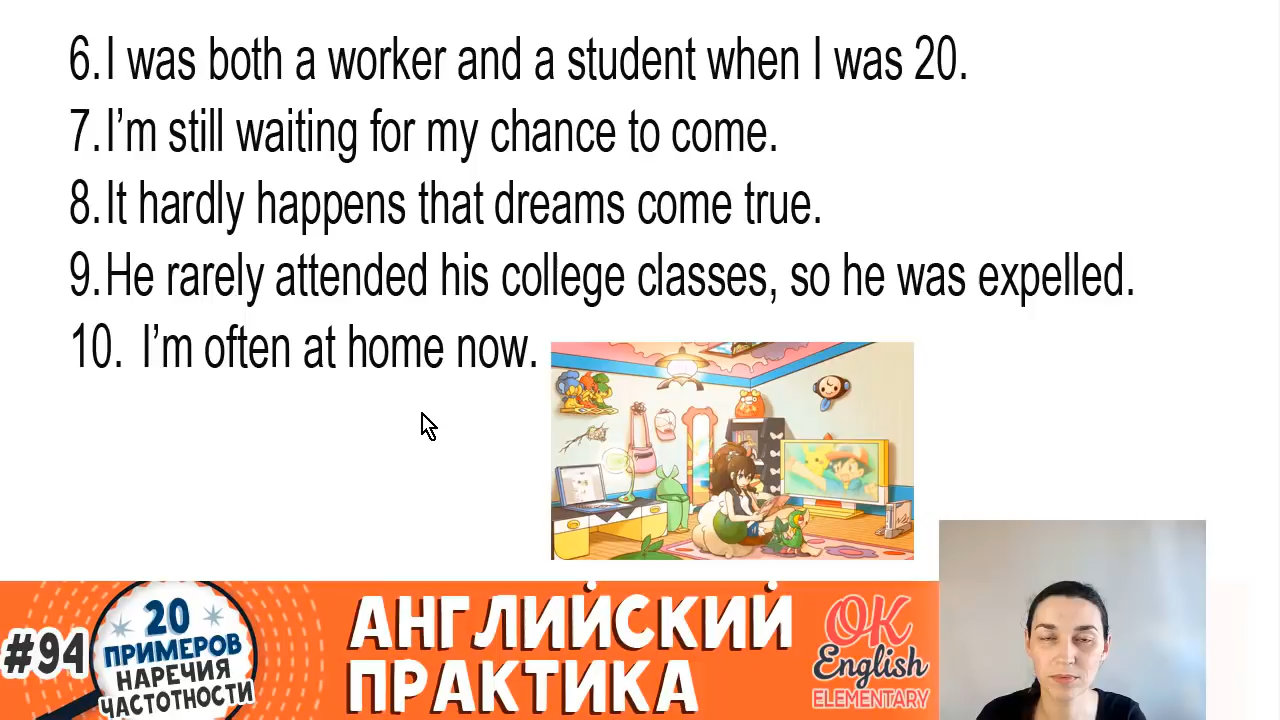 6. I was both a worker and a student when I was 20.
7. I’m still waiting for my chance to come.
8. It hardly happens that dreams come true.
9. He rarely attended his college classes, so he was expelled.
10. I’m often at home now.
#94
20
ПРИМЕРОВ
НАРЕЧИЯ
ЧАСТОТНОСТИ
АНГЛИЙСКИЙ
ПРАКТИКА
OK
English
ELEMENTARY